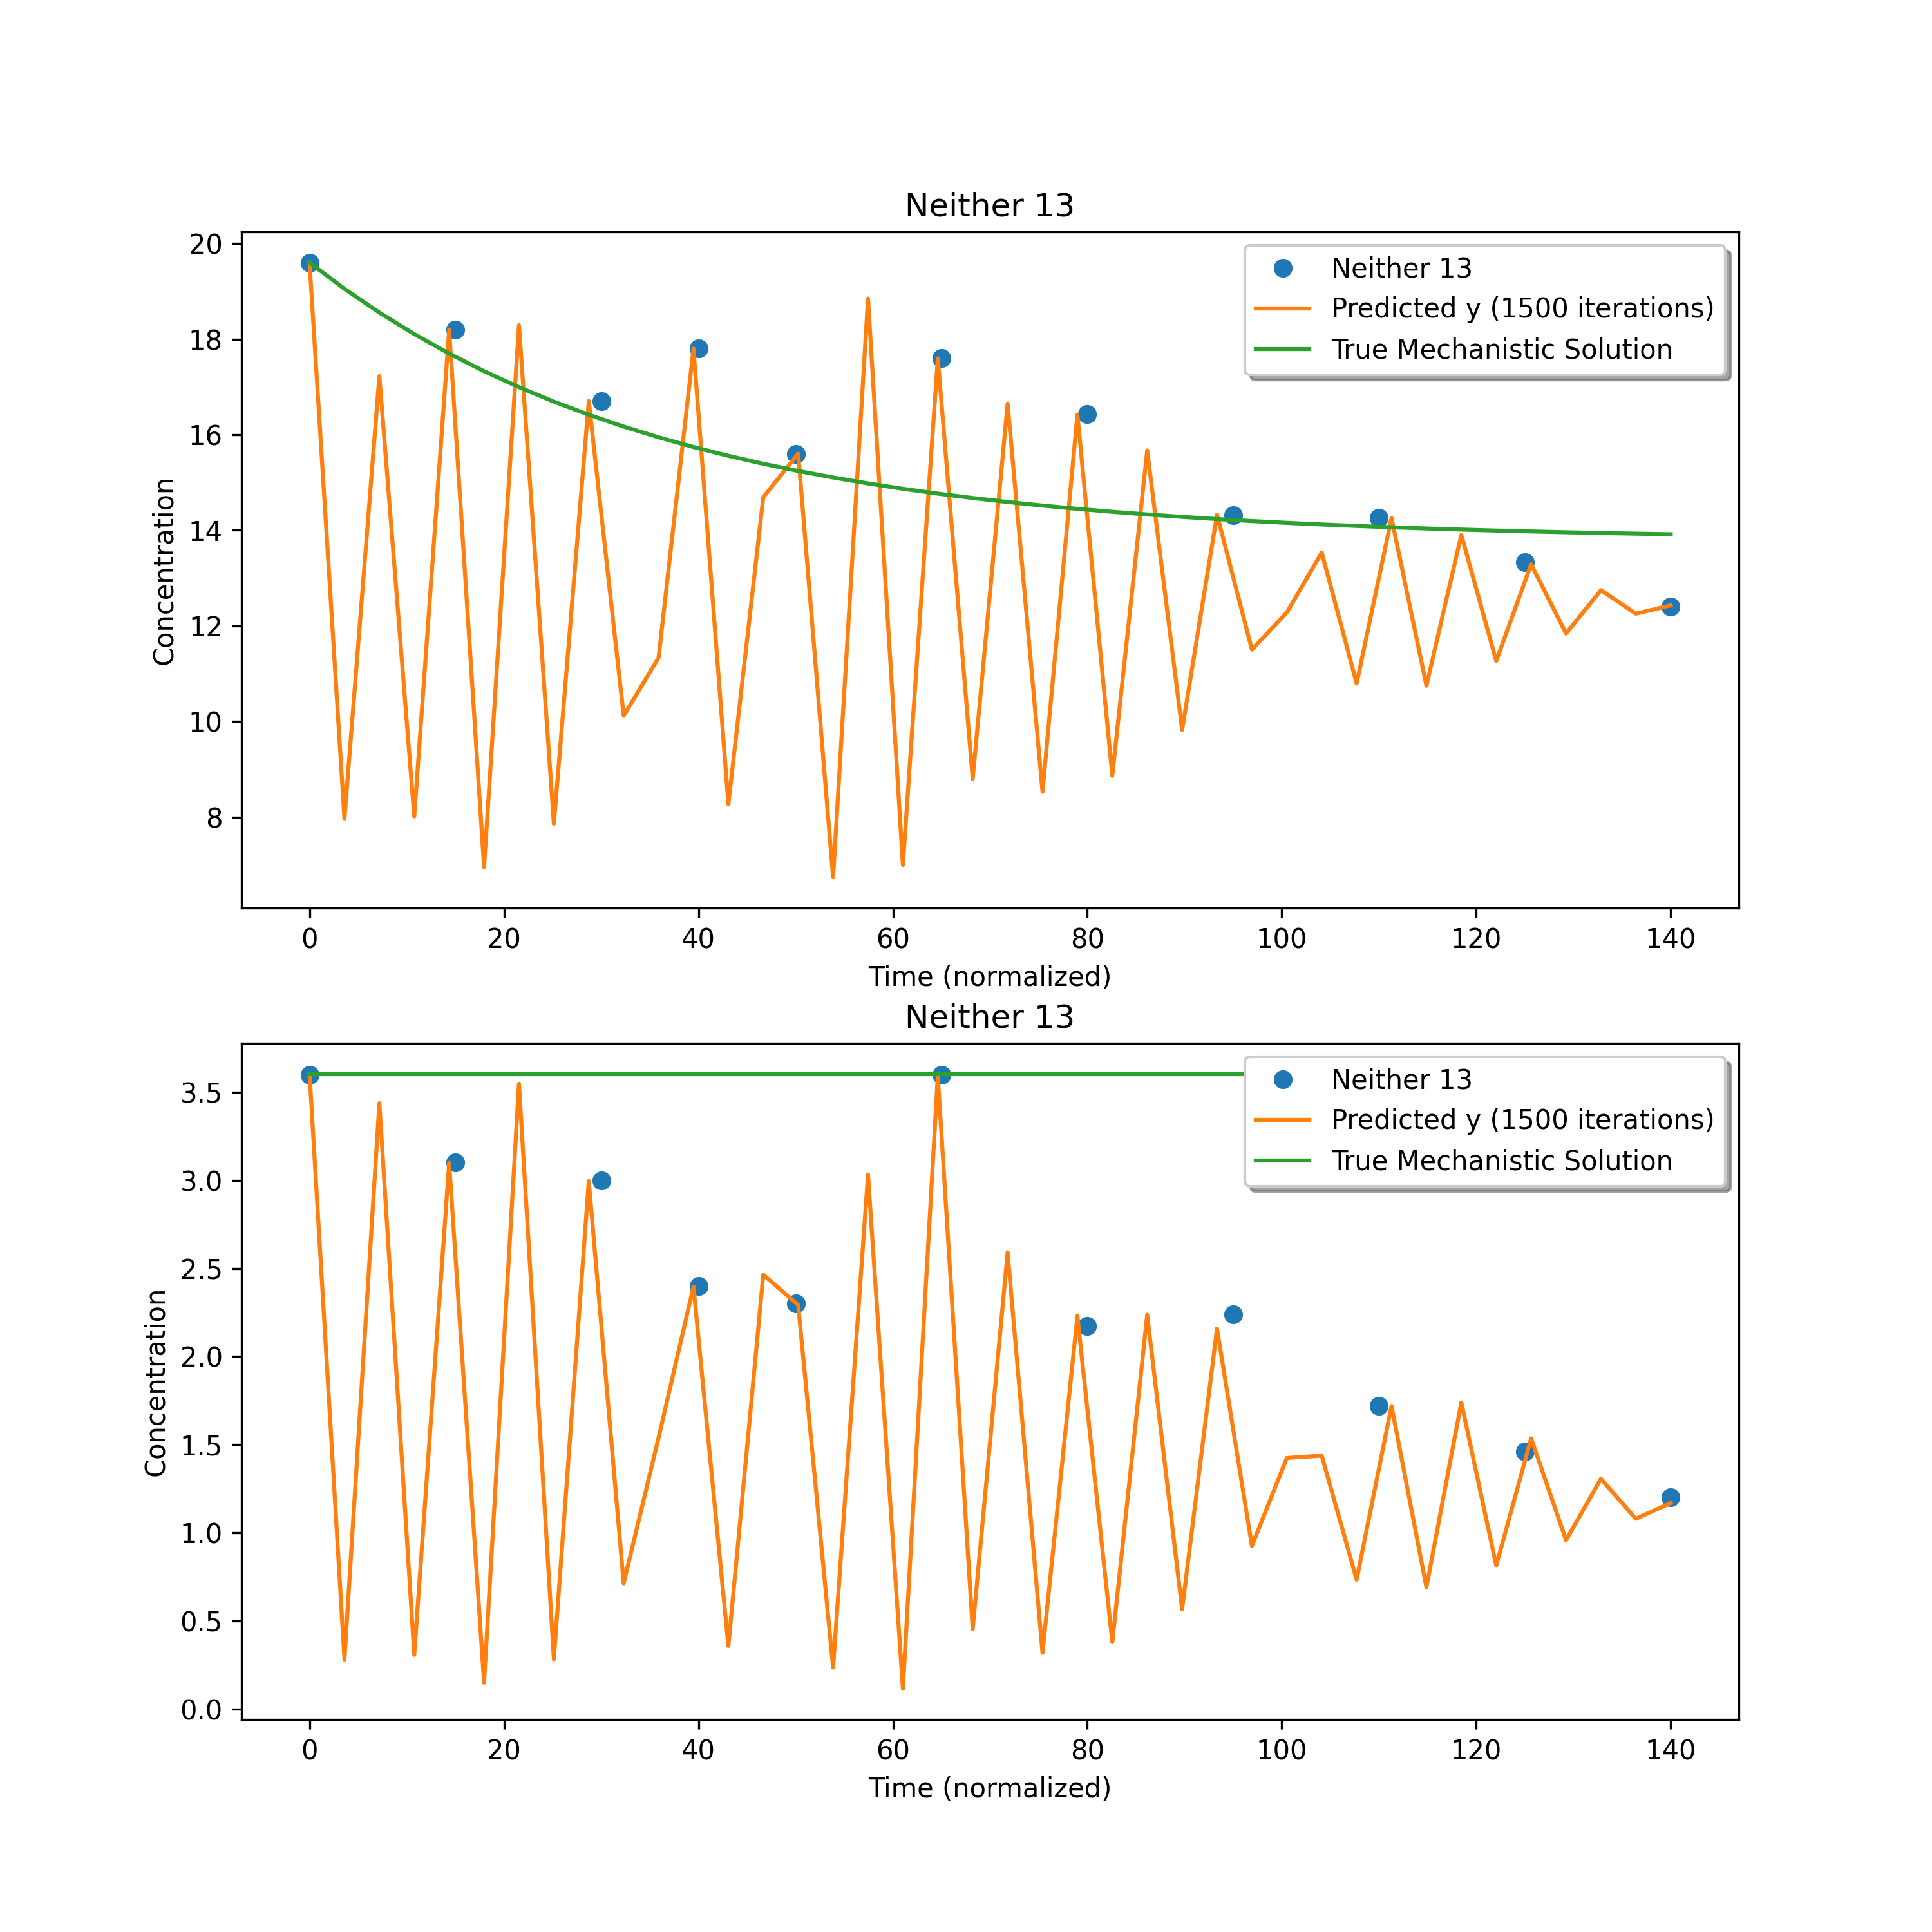 Neither 13
20
18
16
14
12
10
8
Concentration
Neither 13
Predicted y (1500 iterations)
True Mechanistic Solution
0 20 40 60 80 100 120 140
Time (normalized)
Neither 13
3.5
3.0
2.5
2.0
1.5
1.0
0.5
0.0
Concentration
Neither 13
Predicted y (1500 iterations)
True Mechanistic Solution
0 20 40 60 80 100 120 140
Time (normalized)